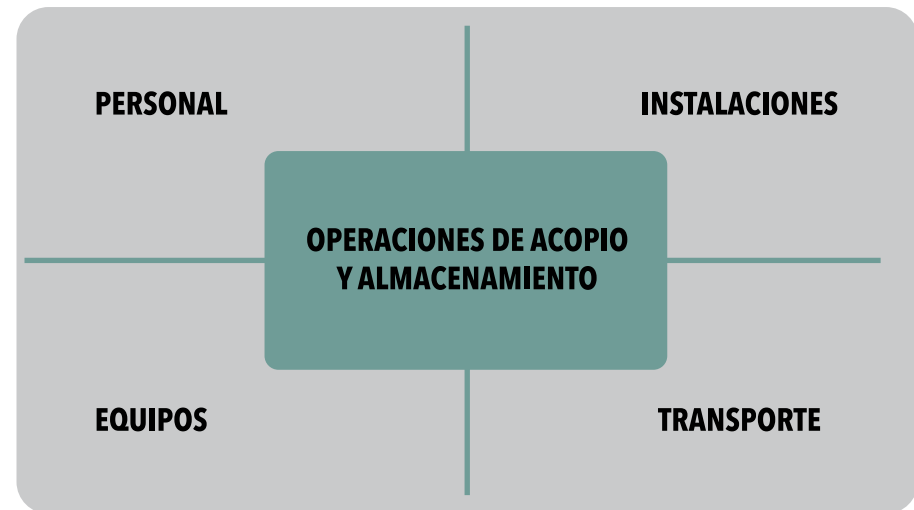 PERSONAL
INSTALACIONES
OPERACIONES DE ACOPIO
Y ALMACENAMIENTO
EQUIPOS
TRANSPORTE